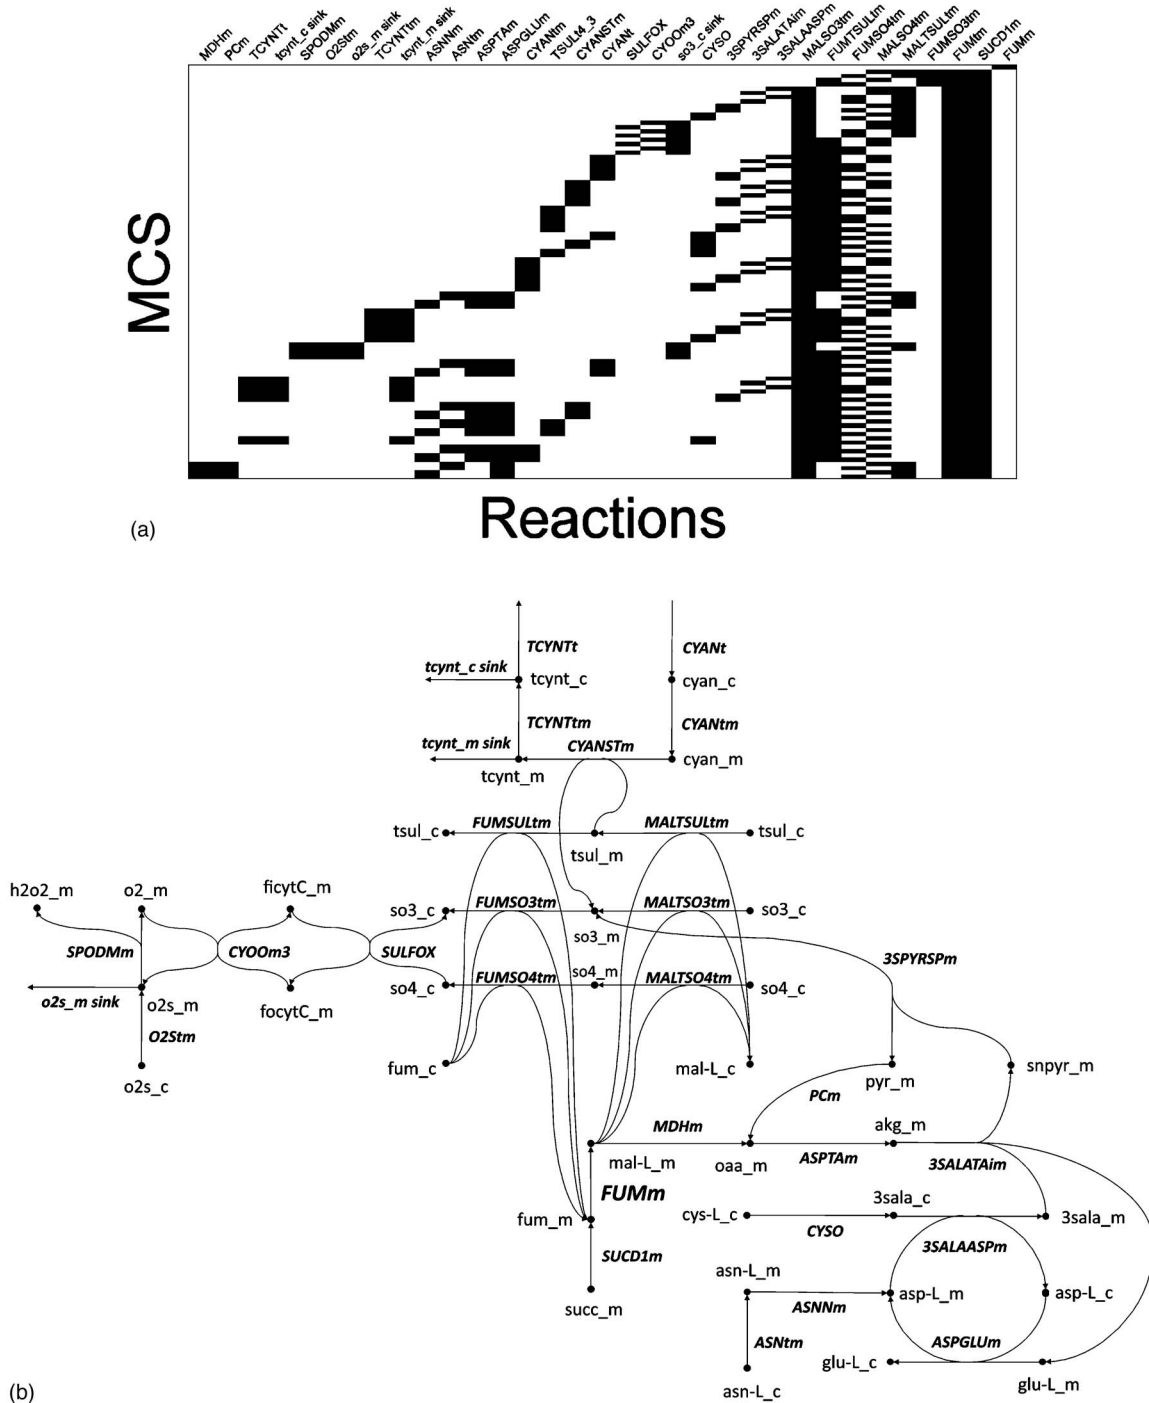 MDHm
PCm
TCYNTt
tcynt_c sink
SPODMm
O2Stm
o2s_m sink
TCYNTtm
tcynt_m sink
ASNNm
ASNtm
ASPTAm
ASPGLUm
CYANtm
TSULt4_3
CYANSTm
CYANt
SULFOX
CYOOm3
so3_c sink
CYSO
3SPYRSPm
3SALATAim
3SALAASPm
MALSO3tm
FUMTSULtm
FUMSO4tm
MALSO4tm
MALTSULtm
FUMSO3tm
FUMtm
SUCD1m
FUMm
MCS
Reactions
(a)
TCYNTt
CYANt
tcynt_c sink
tcynt_c
cyan_c
TCYNTtm
CYANtm
tcynt_m sink
CYANSTm
tcynt_m
cyan_m
tsul_c
FUMSULtm
MALTSULtm
tsul_c
tsul_m
h2o2_m
o2_m
ficytC_m
so3_c
FUMSO3tm
MALTSO3tm
so3_c
so3_m
SPODMm
CYOOm3
SULFOX
3SPYRSPm
o2s_m sink
o2s_m
focytC_m
so4_c
FUMSO4tm
so4_m
MALTSO4tm
so4_c
O2Stm
o2s_c
fum_c
mal-L_c
pyr_m
snpyr_m
PCm
MDHm
akg_m
mal-L_m
oaa_m
ASPTAm
3SALATAim
FUMm
fum_m
cys-L_c
3sala_c
3sala_m
CYSO
SUCD1m
3SALAASPm
asn-L_m
succ_m
ASNNm
asp-L_m
asp-L_c
ASNtm
ASPGLUm
glu-L_c
glu-L_m
asn-L_c
(b)